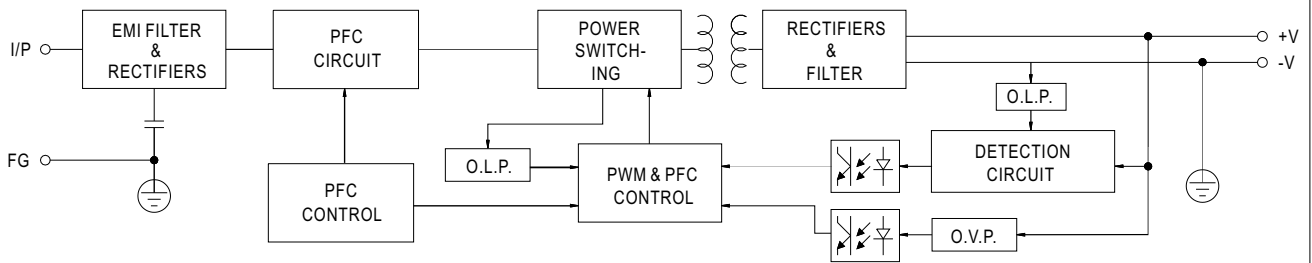 I/P
EMI FILTER
&
RECTIFIERS
PFC
CIRCUIT
POWER
SWITCH-
ING
RECTIFIERS
&
FILTER
+V
-V
O.L.P.
FG
O.L.P.
PFC
CONTROL
PWM & PFC
CONTROL
DETECTION
CIRCUIT
O.V.P.